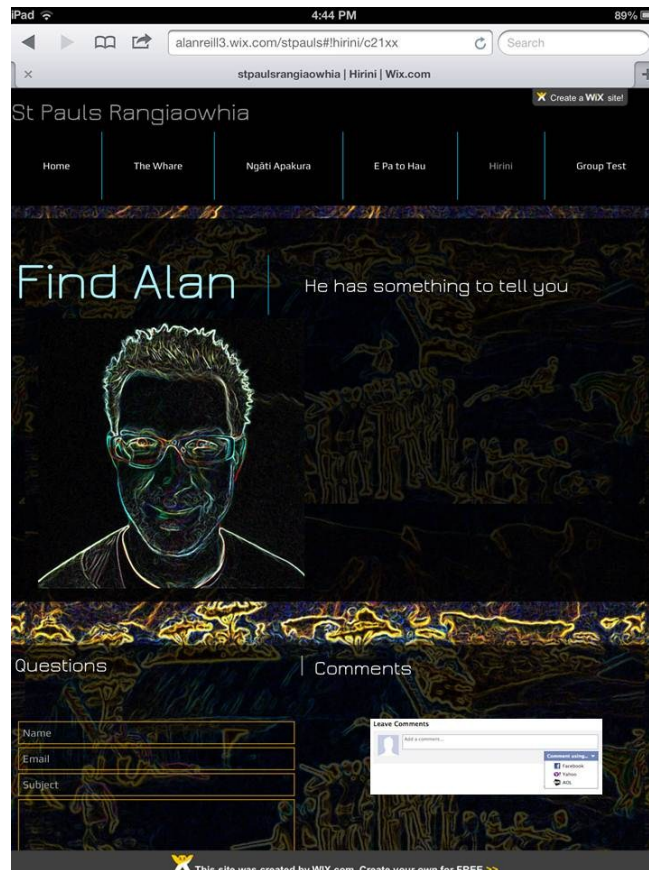 iPad 4:44 PM 89%
alanreill3.wix.com/stpauls#!hirini/c21xx Search
stpaulsrangiaowhia | Hirini | Wix.com
Create a WiX site!
St Pauls Rangiaowhia
Home The Whare Ngāti Apakura E Pa to Hau Hirini Group Test
Find Alan He has something to tell you
Questions Comments
Name
Email
Subject
Leave Comments
Add a comment...
Comment using...
Facebook
Yahoo
AOL
This site was created by WIX.com. Create your own for FREE >>